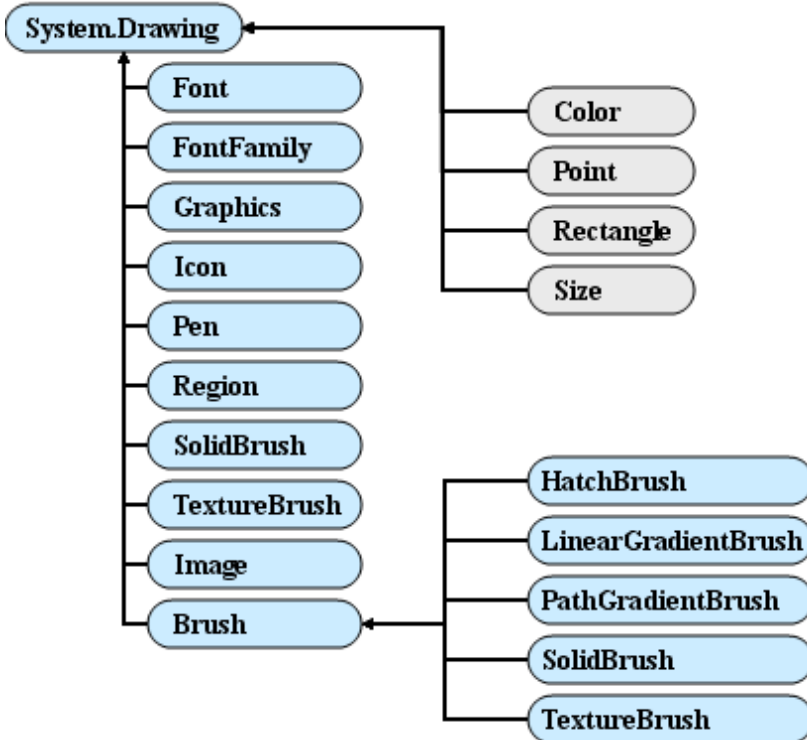 System.Drawing
Font
FontFamily
Graphics
Icon
Pen
Region
SolidBrush
TextureBrush
Image
Brush
Color
Point
Rectangle
Size
HatchBrush
LinearGradientBrush
PathGradientBrush
SolidBrush
TextureBrush